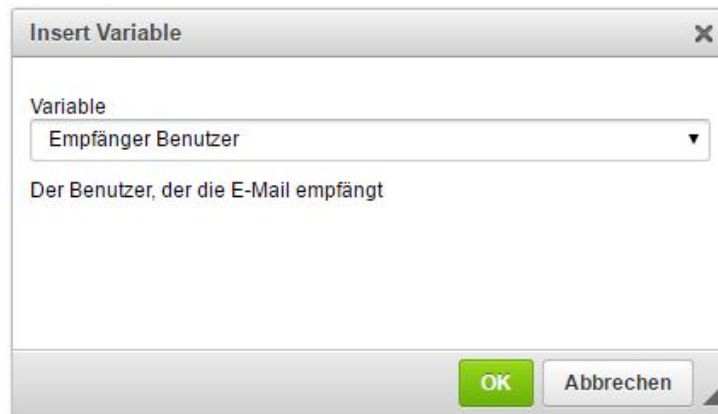 Insert Variable
Variable
Empfänger Benutzer
Der Benutzer, der die E-Mail empfängt
OK
Abbrechen